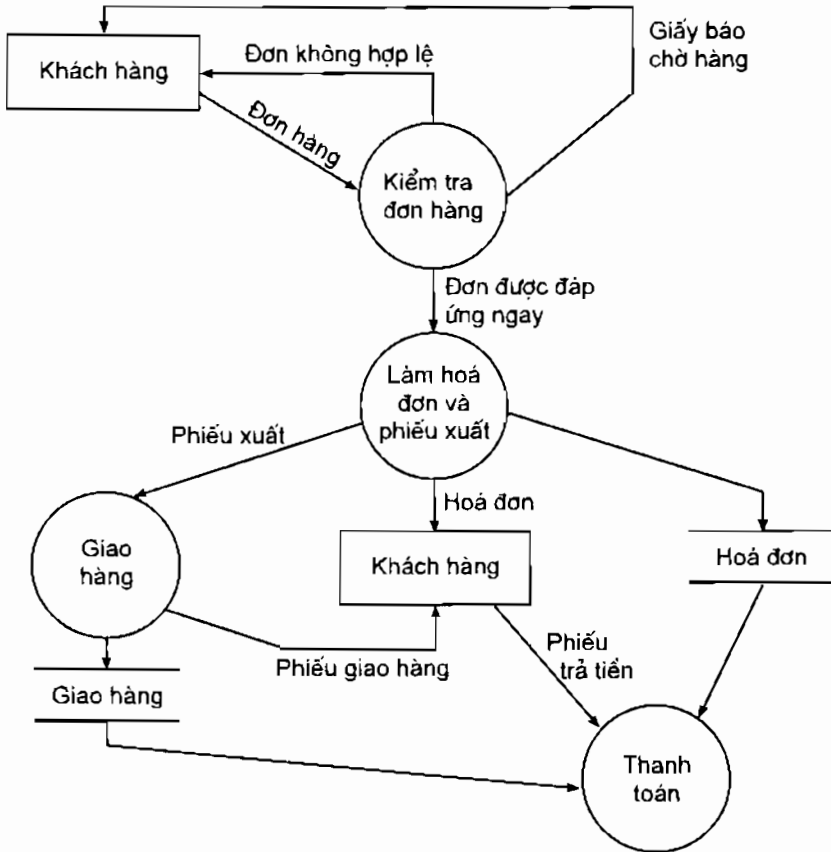 Giấy báo
chờ hàng
Khách hàng
Đơn không hợp lệ
Đơn hàng
Kiểm tra
đơn hàng
Đơn được đáp
ứng ngay
Làm hoá
đơn và
phiếu xuất
Phiếu xuất
Hoá đơn
Giao
hàng
Khách hàng
Hoá đơn
Phiếu giao hàng
Phiếu
trả tiền
Giao hàng
Thanh
toán